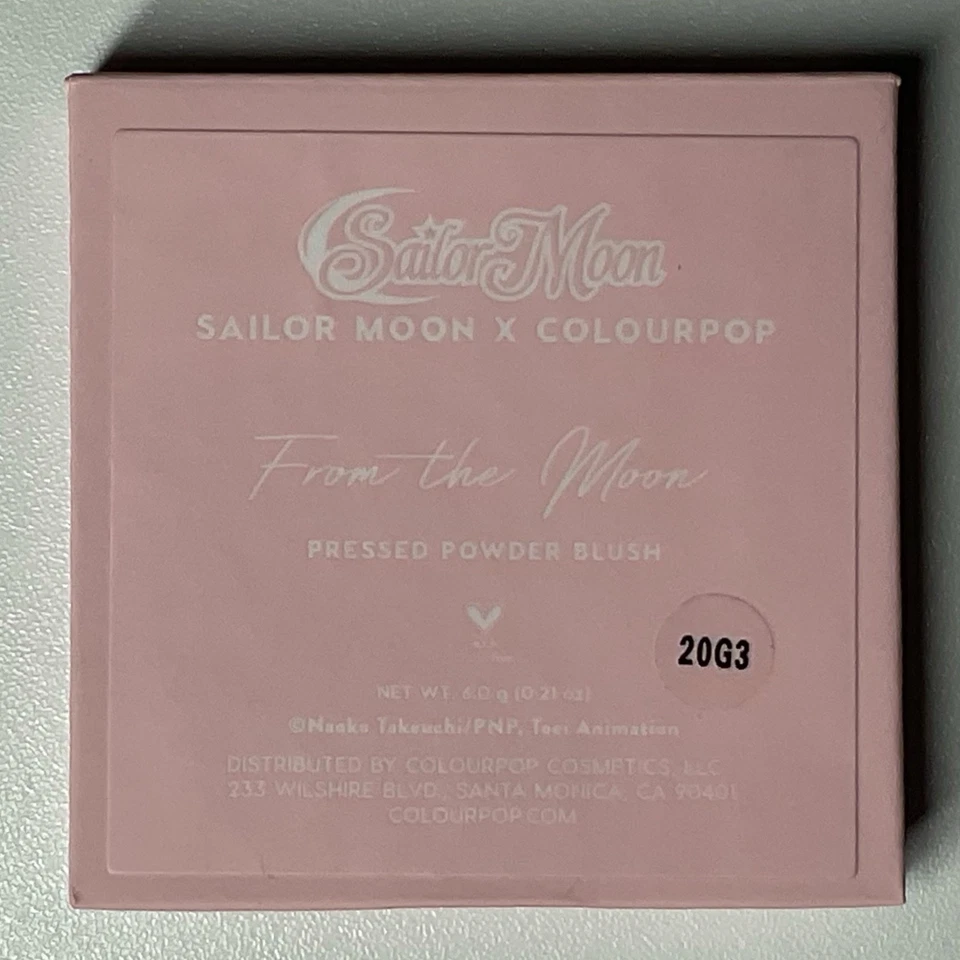 Sailor Moon
SAILOR MOON X COLOURPOP
From the Moon
PRESSED POWDER BLUSH
20G3
NET WT. 6.0 g (0.21 oz)
©Naoko Takeuchi/PNP, Toei Animation
DISTRIBUTED BY COLOURPOP COSMETICS, LLC
233 WILSHIRE BLVD, SANTA MONICA, CA 90401
COLOURPOP.COM